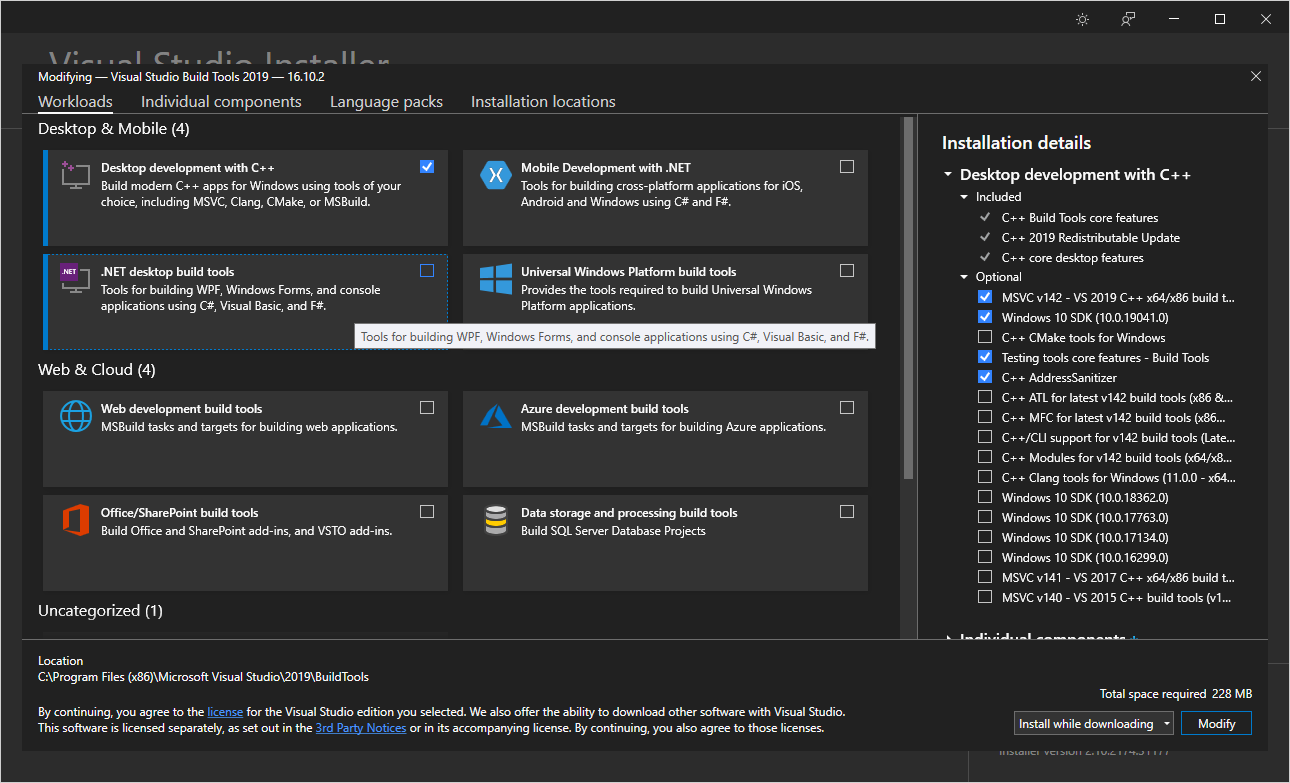 Visual Studio Installer
Modifying — Visual Studio Build Tools 2019 — 16.10.2
Workloads
Individual components
Language packs
Installation locations
Desktop & Mobile (4)
Desktop development with C++
Build modern C++ apps for Windows using tools of your
choice, including MSVC, Clang, CMake, or MSBuild.
Mobile Development with .NET
Tools for building cross-platform applications for iOS,
Android and Windows using C# and F#.
.NET
.NET desktop build tools
Tools for building WPF, Windows Forms, and console
applications using C#, Visual Basic, and F#.
Universal Windows Platform build tools
Provides the tools required to build Universal Windows
Platform applications.
Tools for building WPF, Windows Forms, and console applications using C#, Visual Basic, and F#.
Web & Cloud (4)
Web development build tools
MSBuild tasks and targets for building web applications.
Azure development build tools
MSBuild tasks and targets for building Azure applications.
Office/SharePoint build tools
Build Office and SharePoint add-ins, and VSTO add-ins.
Data storage and processing build tools
Build SQL Server Database Projects
Uncategorized (1)
Installation details
Desktop development with C++
Included
C++ Build Tools core features
C++ 2019 Redistributable Update
C++ core desktop features
Optional
MSVC v142 - VS 2019 C++ x64/x86 build t...
Windows 10 SDK (10.0.19041.0)
C++ CMake tools for Windows
Testing tools core features - Build Tools
C++ AddressSanitizer
C++ ATL for latest v142 build tools (x86 &...
C++ MFC for latest v142 build tools (x86...
C++/CLI support for v142 build tools (Late...
C++ Modules for v142 build tools (x64/x8...
C++ Clang tools for Windows (11.0.0 - x64...
Windows 10 SDK (10.0.18362.0)
Windows 10 SDK (10.0.17763.0)
Windows 10 SDK (10.0.17134.0)
Windows 10 SDK (10.0.16299.0)
MSVC v141 - VS 2017 C++ x64/x86 build t...
MSVC v140 - VS 2015 C++ build tools (v1...
Individual components
Location
C:\Program Files (x86)\Microsoft Visual Studio\2019\BuildTools
By continuing, you agree to the license for the Visual Studio edition you selected. We also offer the ability to download other software with Visual Studio.
This software is licensed separately, as set out in the 3rd Party Notices or in its accompanying license. By continuing, you also agree to those licenses.
Total space required 228 MB
Install while downloading
Modify
Installer version